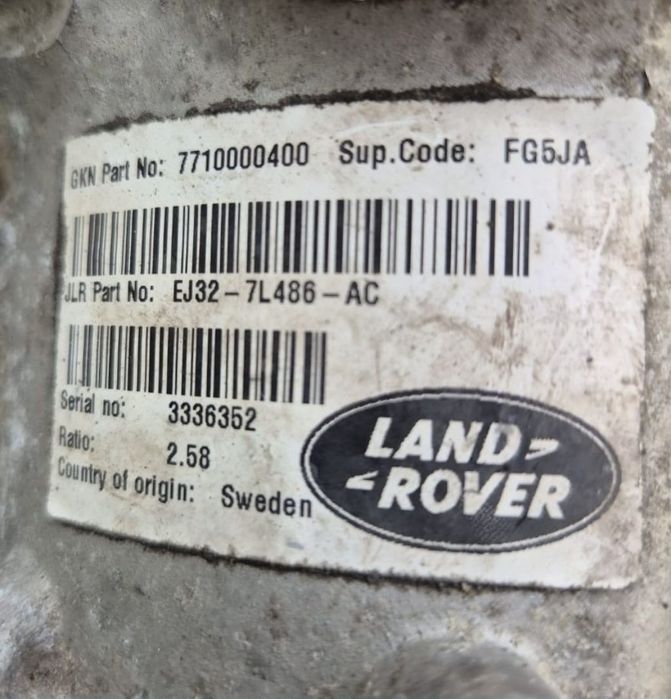 GKN Part No: 7710000400 Sup.Code: FG5JA
JLR Part No: EJ32-7L486-AC
Serial no: 3336352
Ratio: 2.58
Country of origin: Sweden
LAND
ROVER